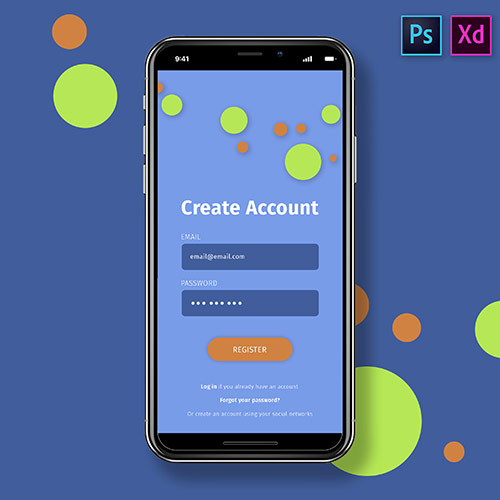 Ps Xd
9:41
Create Account
EMAIL
email@email.com
PASSWORD
REGISTER
Log in if you already have an account
Forgot your password?
Or create an account using your social networks